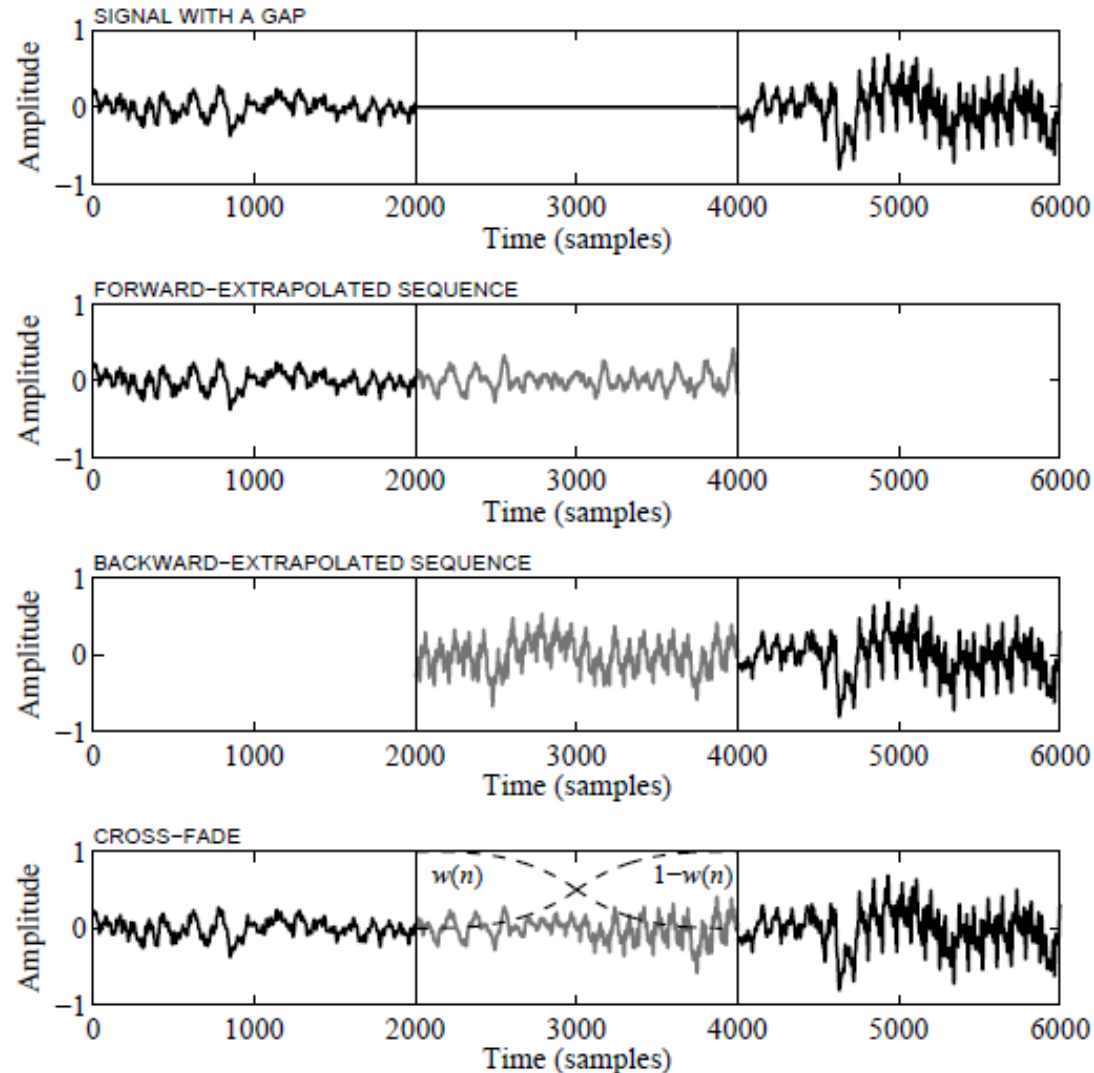 SIGNAL WITH A GAP
Amplitude
1
0
−1
0 1000 2000 3000 4000 5000 6000
Time (samples)
FORWARD−EXTRAPOLATED SEQUENCE
Amplitude
1
0
−1
0 1000 2000 3000 4000 5000 6000
Time (samples)
BACKWARD−EXTRAPOLATED SEQUENCE
Amplitude
1
0
−1
0 1000 2000 3000 4000 5000 6000
Time (samples)
CROSS−FADE
Amplitude
1
w(n) 1−w(n)
0
−1
0 1000 2000 3000 4000 5000 6000
Time (samples)